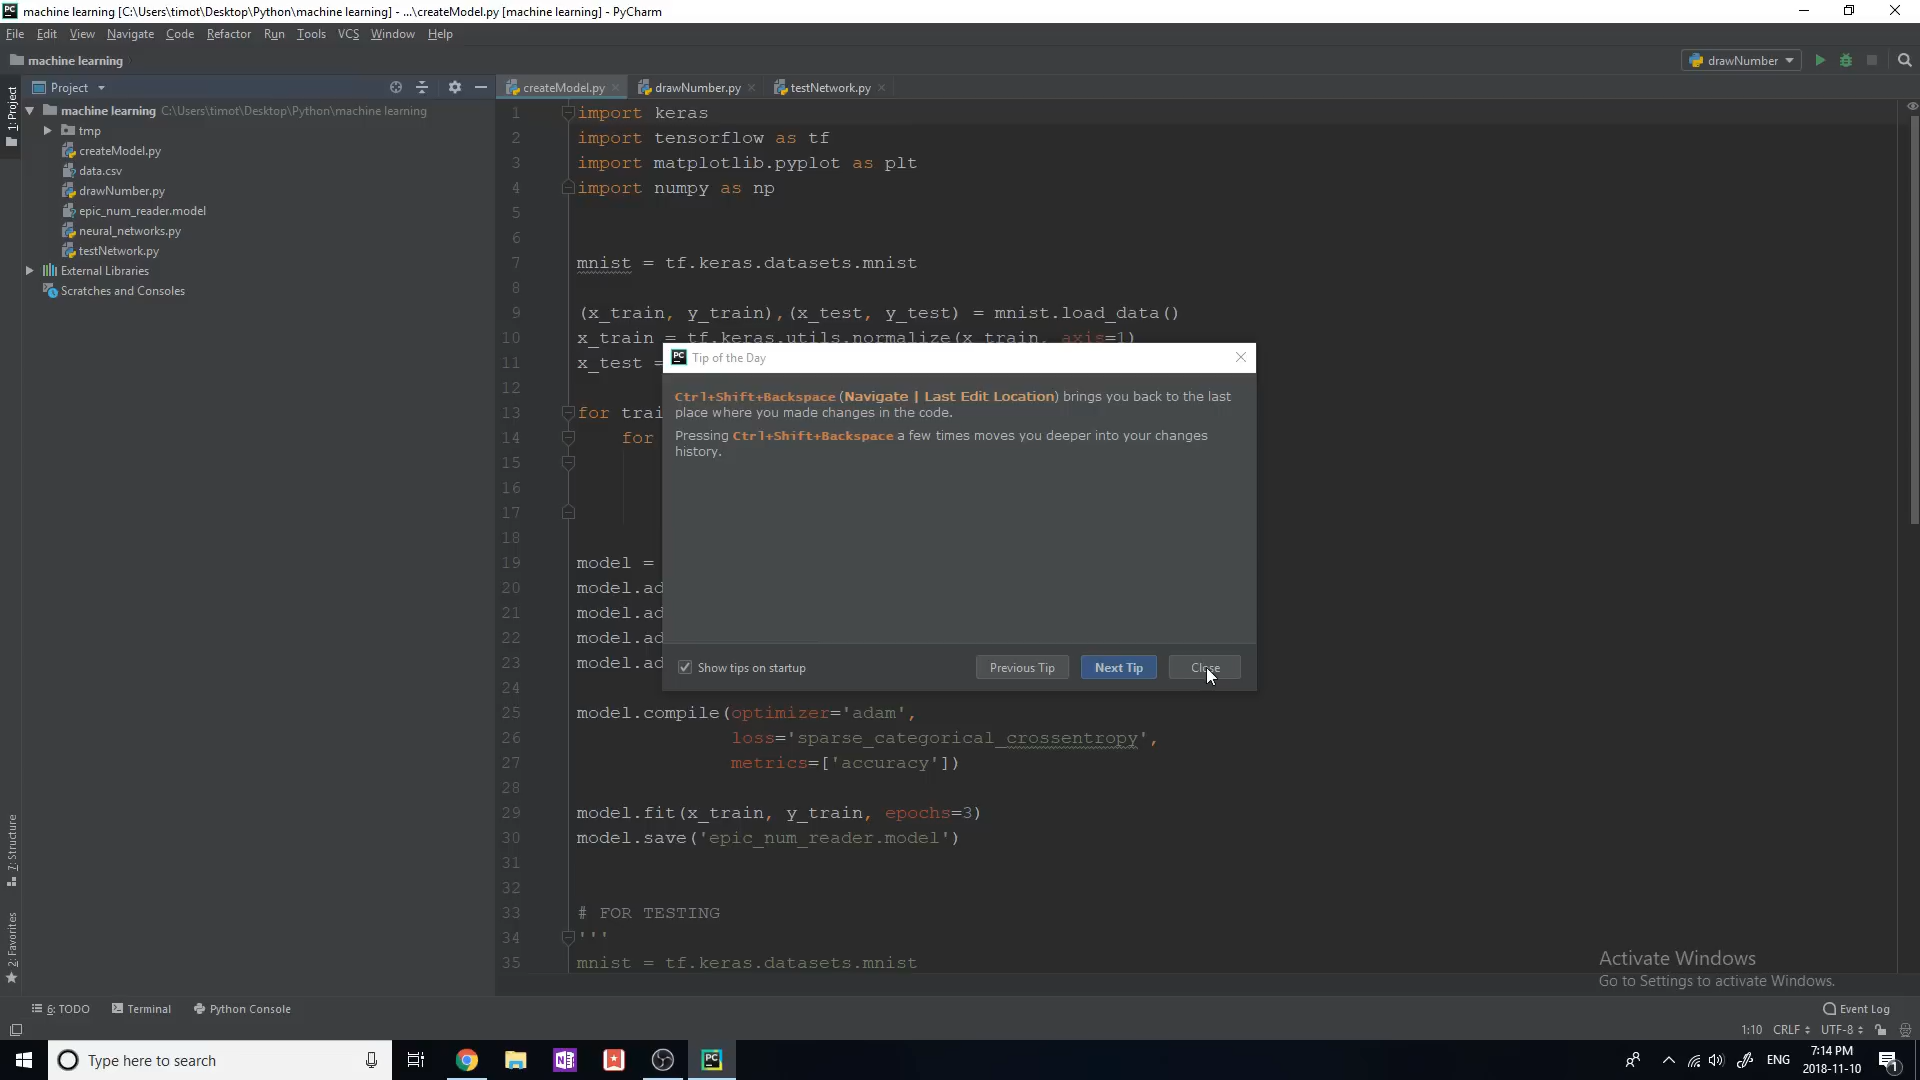 machine learning [C:\Users\timot\Desktop\Python\machine learning] - ...\createModel.py [machine learning] - PyCharm
File Edit View Navigate Code Refactor Run Tools VCS Window Help
machine learning
drawNumber
1: Project
Project
createModel.py
drawNumber.py
testNetwork.py
machine learning C:\Users\timot\Desktop\Python\machine learning
tmp
createModel.py
data.csv
drawNumber.py
epic_num_reader.model
neural_networks.py
testNetwork.py
External Libraries
Scratches and Consoles
1 import keras
2 import tensorflow as tf
3 import matplotlib.pyplot as plt
4 import numpy as np
5
6
7 mnist = tf.keras.datasets.mnist
8
9 (x_train, y_train),(x_test, y_test) = mnist.load_data()
10 x_train = tf.keras.utils.normalize(x_train, axis=1)
11 x_test =
12
13 for trai
14 for
15
16
17
18
19 model =
20 model.ad
21 model.ad
22 model.ad
23 model.ad
24
25 model.compile(optimizer='adam',
26 loss='sparse_categorical_crossentropy',
27 metrics=['accuracy'])
28
29 model.fit(x_train, y_train, epochs=3)
30 model.save('epic_num_reader.model')
31
32
33 # FOR TESTING
34 '''
35 mnist = tf.keras.datasets.mnist
Tip of the Day
Ctrl+Shift+Backspace (Navigate | Last Edit Location) brings you back to the last
place where you made changes in the code.
Pressing Ctrl+Shift+Backspace a few times moves you deeper into your changes
history.
Show tips on startup
Previous Tip
Next Tip
Close
7: Structure
2: Favorites
Activate Windows
Go to Settings to activate Windows.
6: TODO
Terminal
Python Console
Event Log
1:10 CRLF UTF-8
Type here to search
ENG
7:14 PM
2018-11-10
1